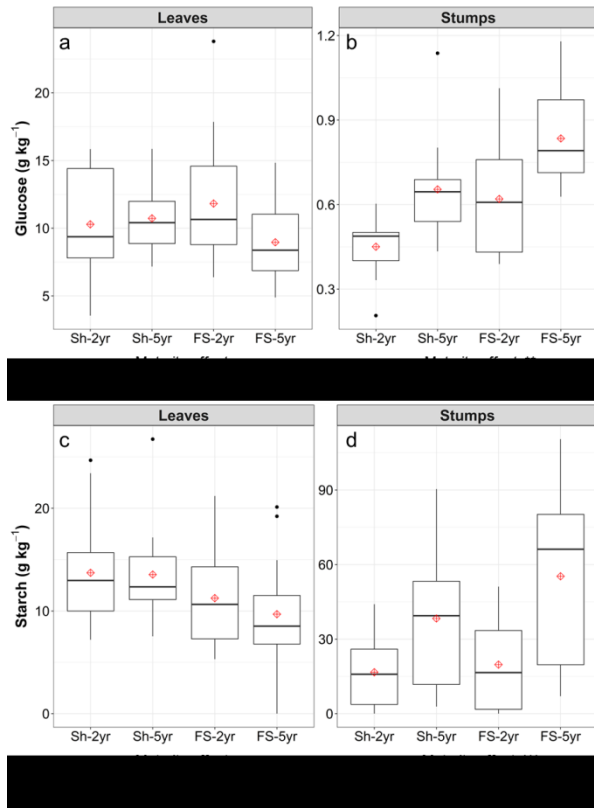 Leaves
Stumps
a
b
Glucose (g kg⁻¹)
20
15
10
5
1.2
0.9
0.6
0.3
Sh-2yr Sh-5yr FS-2yr FS-5yr
Sh-2yr Sh-5yr FS-2yr FS-5yr
Leaves
Stumps
c
d
Starch (g kg⁻¹)
20
10
0
90
60
30
0
Sh-2yr Sh-5yr FS-2yr FS-5yr
Sh-2yr Sh-5yr FS-2yr FS-5yr